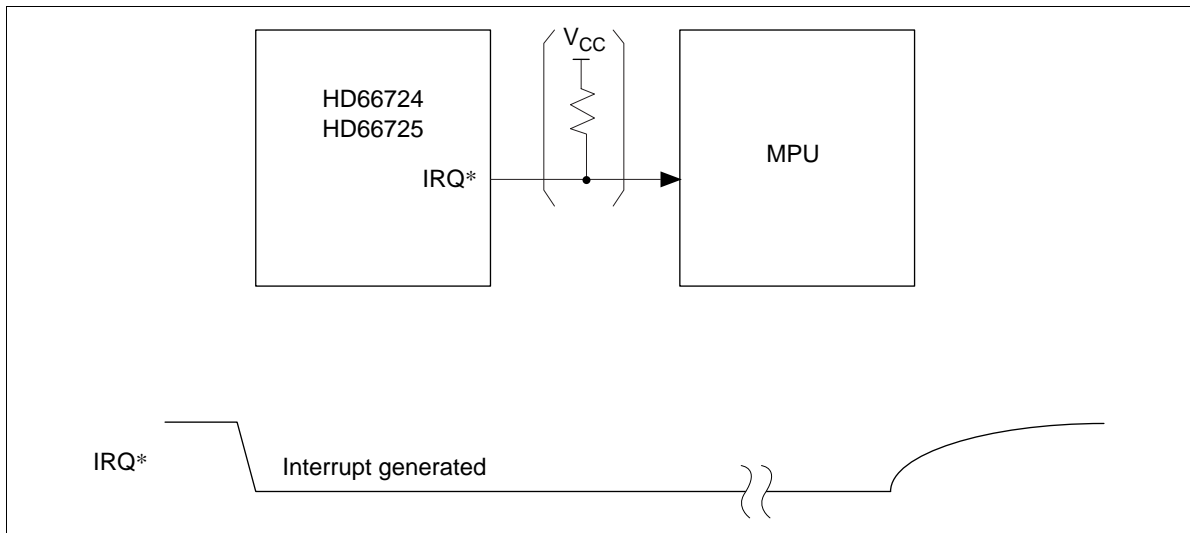 V_CC
HD66724
HD66725
IRQ*
MPU
IRQ*
Interrupt generated